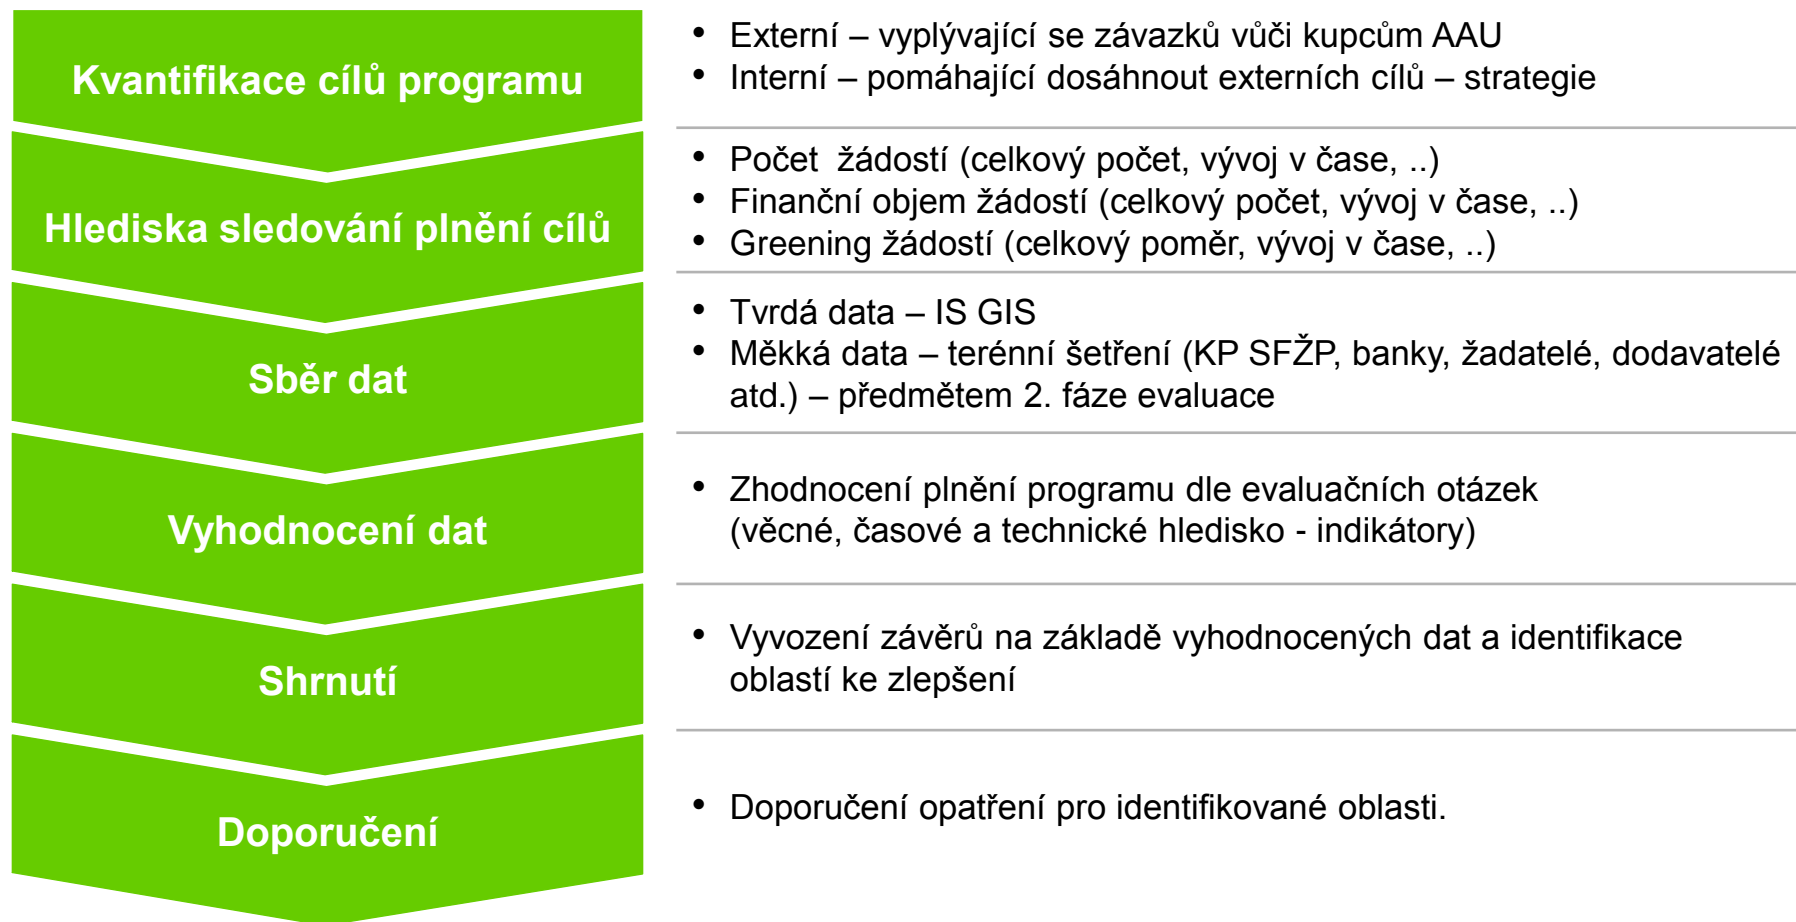 Kvantifikace cílů programu
• Externí – vyplývající se závazků vůči kupcům AAU
• Interní – pomáhající dosáhnout externích cílů – strategie
Hlediska sledování plnění cílů
• Počet žádostí (celkový počet, vývoj v čase, ..)
• Finanční objem žádostí (celkový počet, vývoj v čase, ..)
• Greening žádostí (celkový poměr, vývoj v čase, ..)
Sběr dat
• Tvrdá data – IS GIS
• Měkká data – terénní šetření (KP SFŽP, banky, žadatelé, dodavatelé
atd.) – předmětem 2. fáze evaluace
Vyhodnocení dat
• Zhodnocení plnění programu dle evaluačních otázek
(věcné, časové a technické hledisko - indikátory)
Shrnutí
• Vyvození závěrů na základě vyhodnocených dat a identifikace
oblastí ke zlepšení
Doporučení
• Doporučení opatření pro identifikované oblasti.